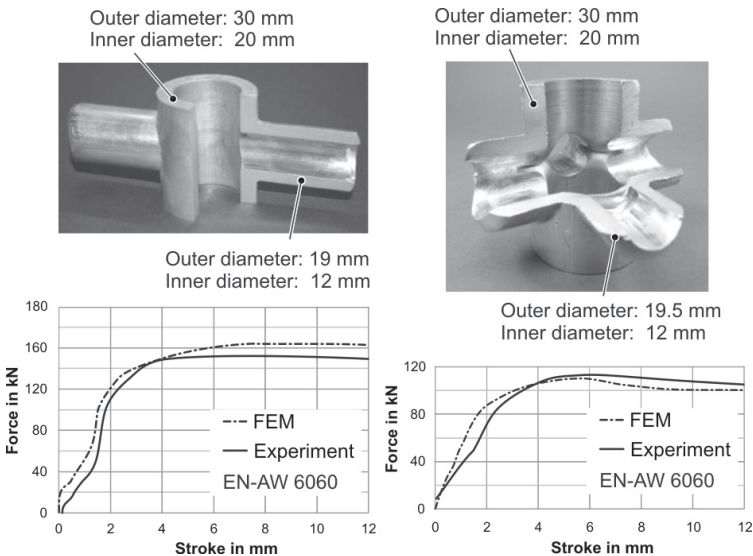 Outer diameter: 30 mm
Inner diameter: 20 mm
Outer diameter: 19 mm
Inner diameter: 12 mm
180
160
120
80
40
0
Force in kN
FEM
Experiment
EN-AW 6060
0 2 4 6 8 10 12
Stroke in mm
Outer diameter: 30 mm
Inner diameter: 20 mm
Outer diameter: 19.5 mm
Inner diameter: 12 mm
120
80
40
0
Force in kN
FEM
Experiment
EN-AW 6060
0 2 4 6 8 10 12
Stroke in mm